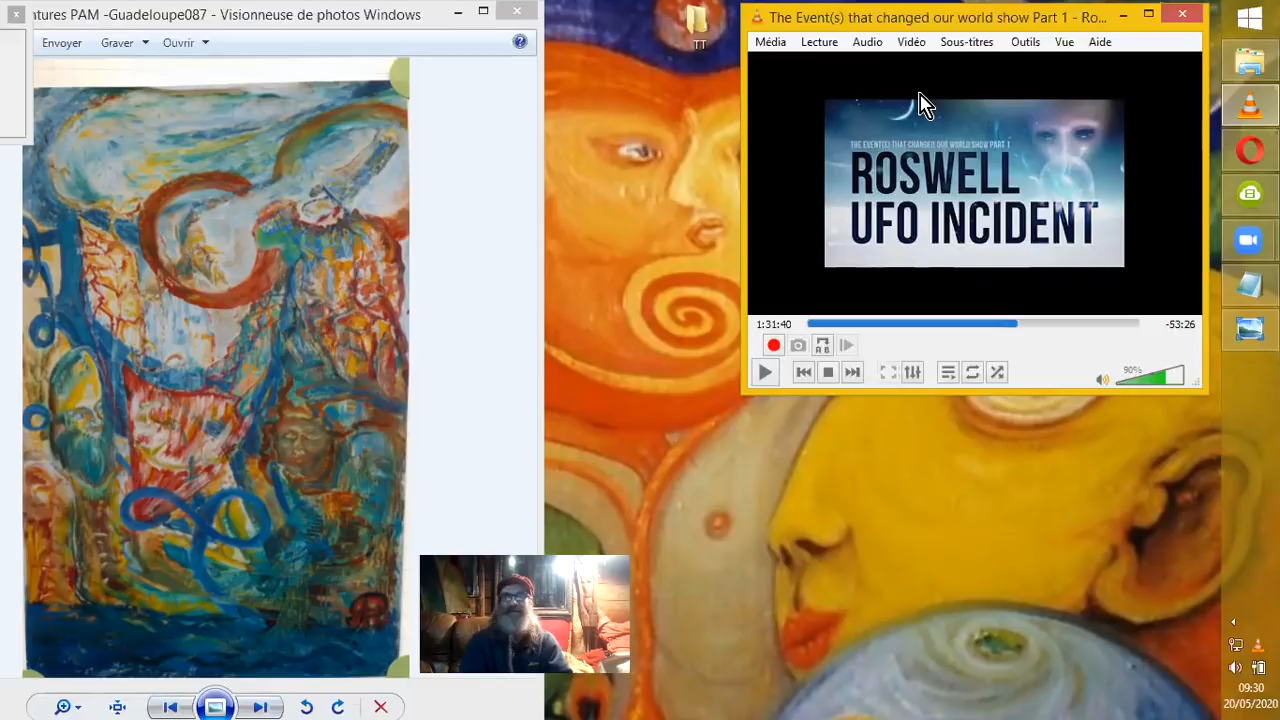 ntures PAM -Guadeloupe087 - Visionneuse de photos Windows
Envoyer Graver Ouvrir
TT
The Event(s) that changed our world show Part 1 - Ro...
Média Lecture Audio Vidéo Sous-titres Outils Vue Aide
THE EVENT(S) THAT CHANGED OUR WORLD SHOW PART 1
ROSWELL
UFO INCIDENT
1:31:40 -53:26
90%
09:30
20/05/2020